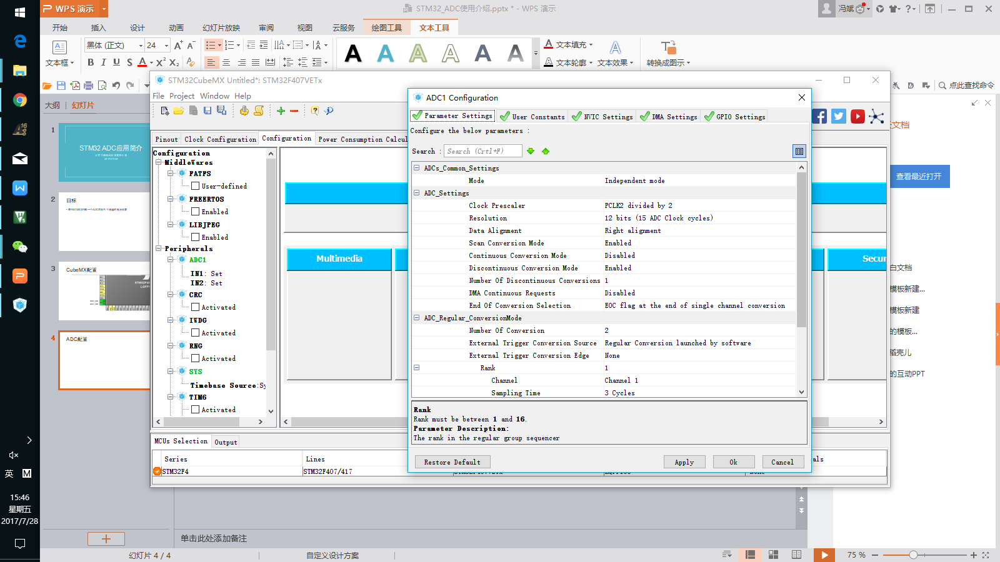 WPS 演示
STM32_ADC使用介绍.pptx * - WPS 演示
冯斌
开始 插入 设计 动画 幻灯片放映 审阅 视图 云服务 绘图工具 文本工具
文本框
黑体 (正文) 24
B I U S A X² X₂
A A A A A A
文本填充
文本轮廓 文本效果 转换成图示
点此查找命令
大纲 幻灯片
1
STM32 ADC应用简介
2
目标
3
CubeMX配置
4
ADC配置
STM32CubeMX Untitled*: STM32F407VETx
File Project Window Help
Pinout Clock Configuration Configuration Power Consumption Calcul
Configuration
MiddleWares
FATFS
User-defined
FREERTOS
Enabled
LIBJPEG
Enabled
Peripherals
ADC1
IN1: Set
IN2: Set
CRC
Activated
IWDG
Activated
RNG
Activated
SYS
Timebase Source:Sy
TIM6
Activated
Multimedia
Secur
MCUs Selection Output
Series Lines
als
STM32F4 STM32F407/417
ADC1 Configuration
Parameter Settings User Constants NVIC Settings DMA Settings GPIO Settings
Configure the below parameters :
Search : Search (Crtl+F)
ADCs_Common_Settings
Mode Independent mode
ADC_Settings
Clock Prescaler PCLK2 divided by 2
Resolution 12 bits (15 ADC Clock cycles)
Data Alignment Right alignment
Scan Conversion Mode Enabled
Continuous Conversion Mode Disabled
Discontinuous Conversion Mode Enabled
Number Of Discontinuous Conversions 1
DMA Continuous Requests Disabled
End Of Conversion Selection EOC flag at the end of single channel conversion
ADC_Regular_ConversionMode
Number Of Conversion 2
External Trigger Conversion Source Regular Conversion launched by software
External Trigger Conversion Edge None
Rank 1
Channel Channel 1
Sampling Time 3 Cycles
Rank
Rank must be between 1 and 16.
Parameter Description:
The rank in the regular group sequencer
Restore Default Apply Ok Cancel
文档
查看最近打开
白文档
模板新建...
模板新建
的模板...
稻壳儿
的互动PPT
英 M
15:46
星期五
2017/7/28
单击此处添加备注
幻灯片 4 / 4 自定义设计方案 75 %